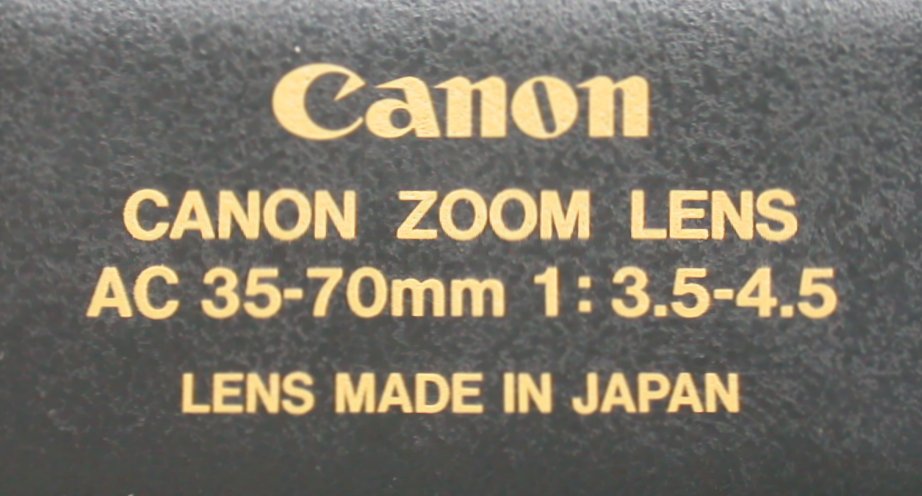 Canon
CANON ZOOM LENS
AC 35-70mm 1:3.5-4.5
LENS MADE IN JAPAN